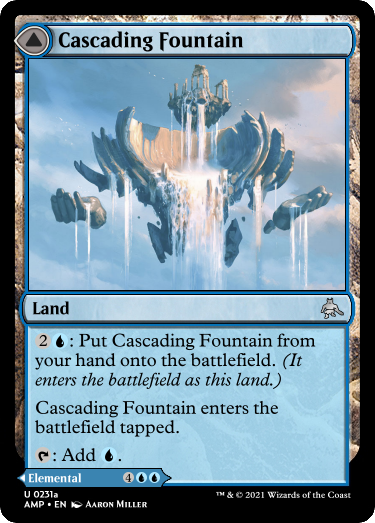 Cascading Fountain
Land
2 : Put Cascading Fountain from
your hand onto the battlefield. (It
enters the battlefield as this land.)
Cascading Fountain enters the
battlefield tapped.
: Add .
Elemental 4
U 0231a
AMP • EN Aaron Miller
™ & © 2021 Wizards of the Coast